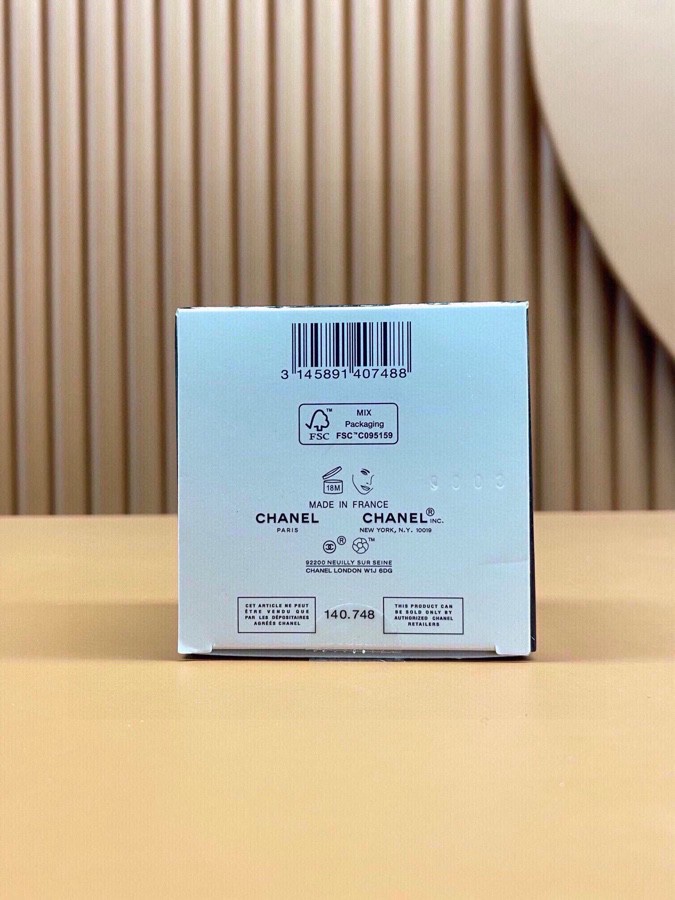 3 145891 407488
FSC™
MIX
Packaging
FSC™C095159
18M
MADE IN FRANCE
CHANEL
PARIS
CHANEL® INC.
NEW YORK, N.Y. 10019
® ™
92200 NEUILLY SUR SEINE
CHANEL LONDON W1J 6DG
CET ARTICLE NE PEUT
ÊTRE VENDU QUE
PAR LES DÉPOSITAIRES
AGRÉÉS CHANEL
140.748
THIS PRODUCT CAN
BE SOLD ONLY BY
AUTHORIZED CHANEL
RETAILERS